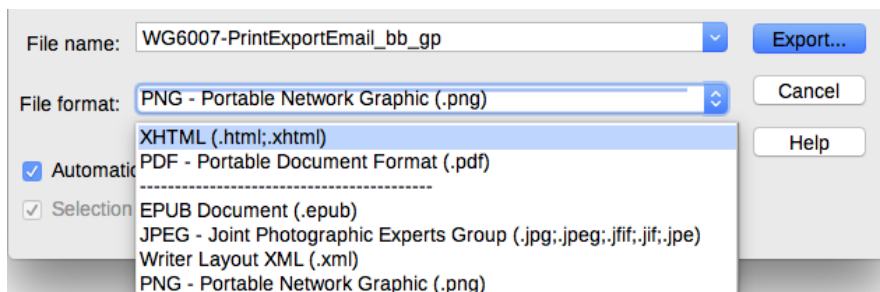 File name: WG6007-PrintExportEmail_bb_gp Export...
File format: PNG - Portable Network Graphic (.png) Cancel
XHTML (.html;.xhtml) Help
PDF - Portable Document Format (.pdf)
-----------------------------------------
Selection EPUB Document (.epub)
JPEG - Joint Photographic Experts Group (.jpg;.jpeg;.jfif;.jif;.jpe)
Writer Layout XML (.xml)
PNG - Portable Network Graphic (.png)